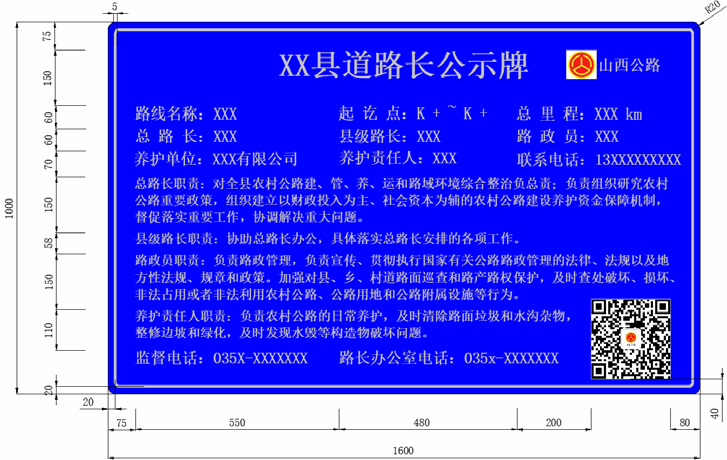 5
R20
XX县道路长公示牌
山西公路
路线名称：XXX 起 讫 点：K + ~ K + 总 里 程：XXX km
总 路 长：XXX 县级路长：XXX 路 政 员：XXX
养护单位：XXX有限公司 养护责任人：XXX 联系电话：13XXXXXXXXX
总路长职责：对全县农村公路建、管、养、运和路域环境综合整治负总责；负责组织研究农村
公路重要政策，组织建立以财政投入为主、社会资本为辅的农村公路建设养护资金保障机制，
督促落实重要工作，协调解决重大问题。
县级路长职责：协助总路长办公，具体落实总路长安排的各项工作。
路政员职责：负责路政管理，负责宣传、贯彻执行国家有关公路路政管理的法律、法规以及地
方性法规、规章和政策。加强对县、乡、村道路面巡查和路产路权保护，及时查处破坏、损坏、
非法占用或者非法利用农村公路、公路用地和公路附属设施等行为。
养护责任人职责：负责农村公路的日常养护，及时清除路面垃圾和水沟杂物，
整修边坡和绿化，及时发现水毁等构造物破坏问题。
监督电话：035X-XXXXXXX 路长办公室电话：035x-XXXXXXX
75
150
60
60
70
150
58
150
110
20
1000
20
40
75
550
480
200
80
1600